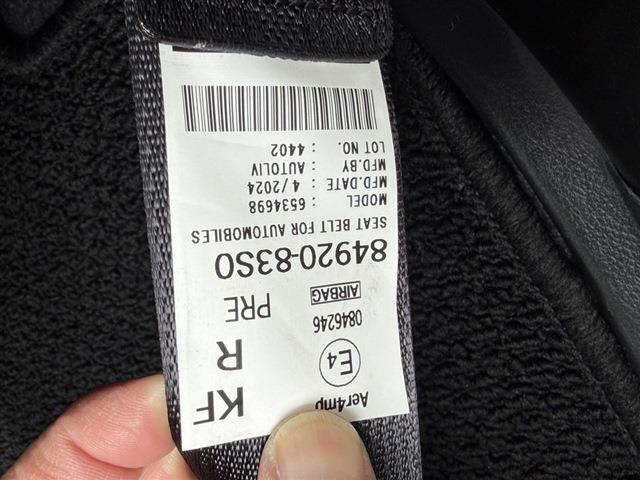 Aer4mp KF
E4 R
0846246
AIRBAG PRE
84920-83S0
SEAT BELT FOR AUTOMOBILES
MODEL : 6534698
MFD.DATE : 4/2024
MFD.BY : AUTOLIV
LOT NO. : 4402